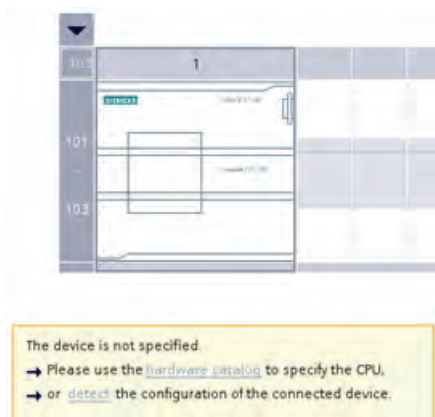 103
1
SIEMENS
101
-
103
The device is not specified.
→ Please use the hardware catalog to specify the CPU,
→ or detect the configuration of the connected device.